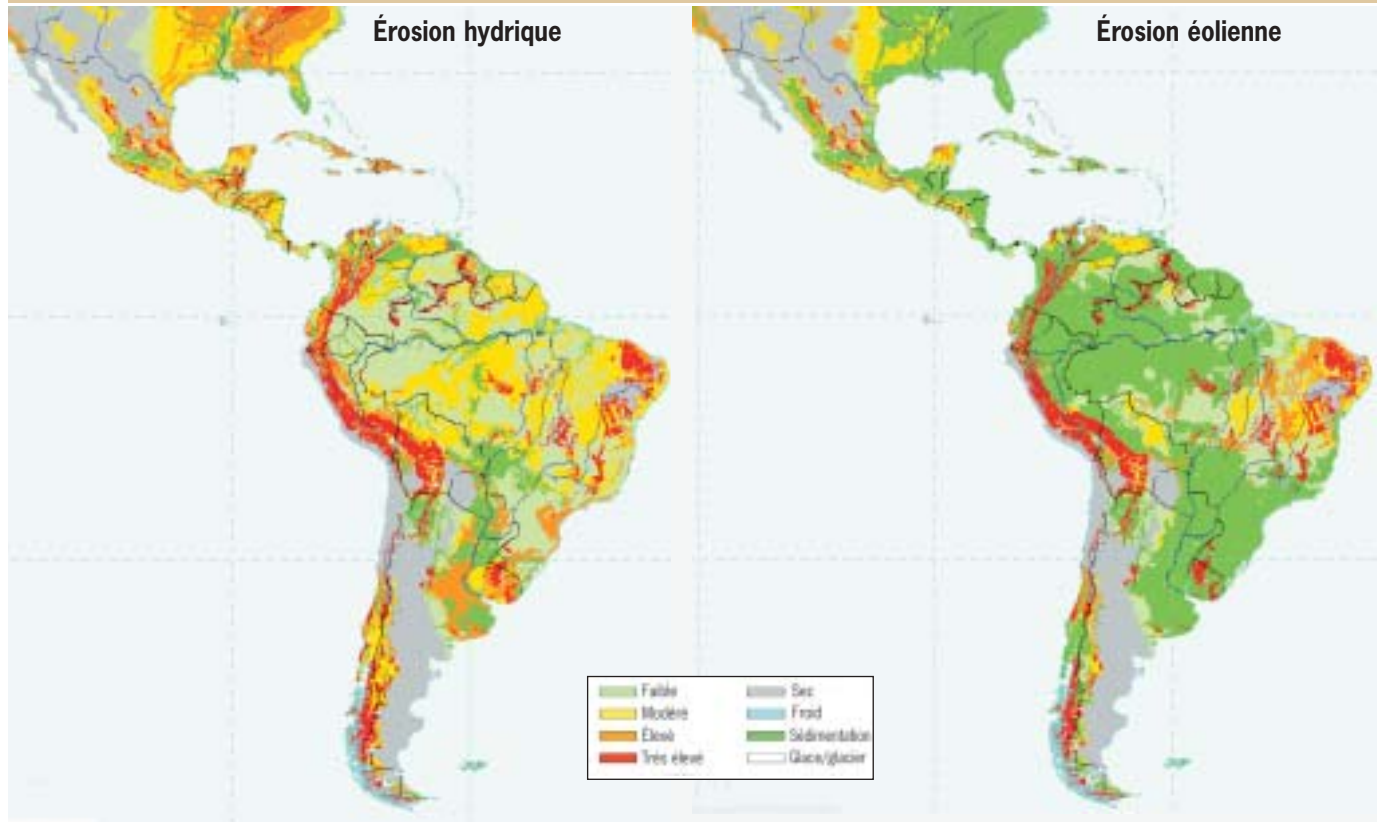 Érosion hydrique
Érosion éolienne
Faible
Modéré
Élevé
Très élevé
Sec
Froid
Sédimentation
Glace/glacier